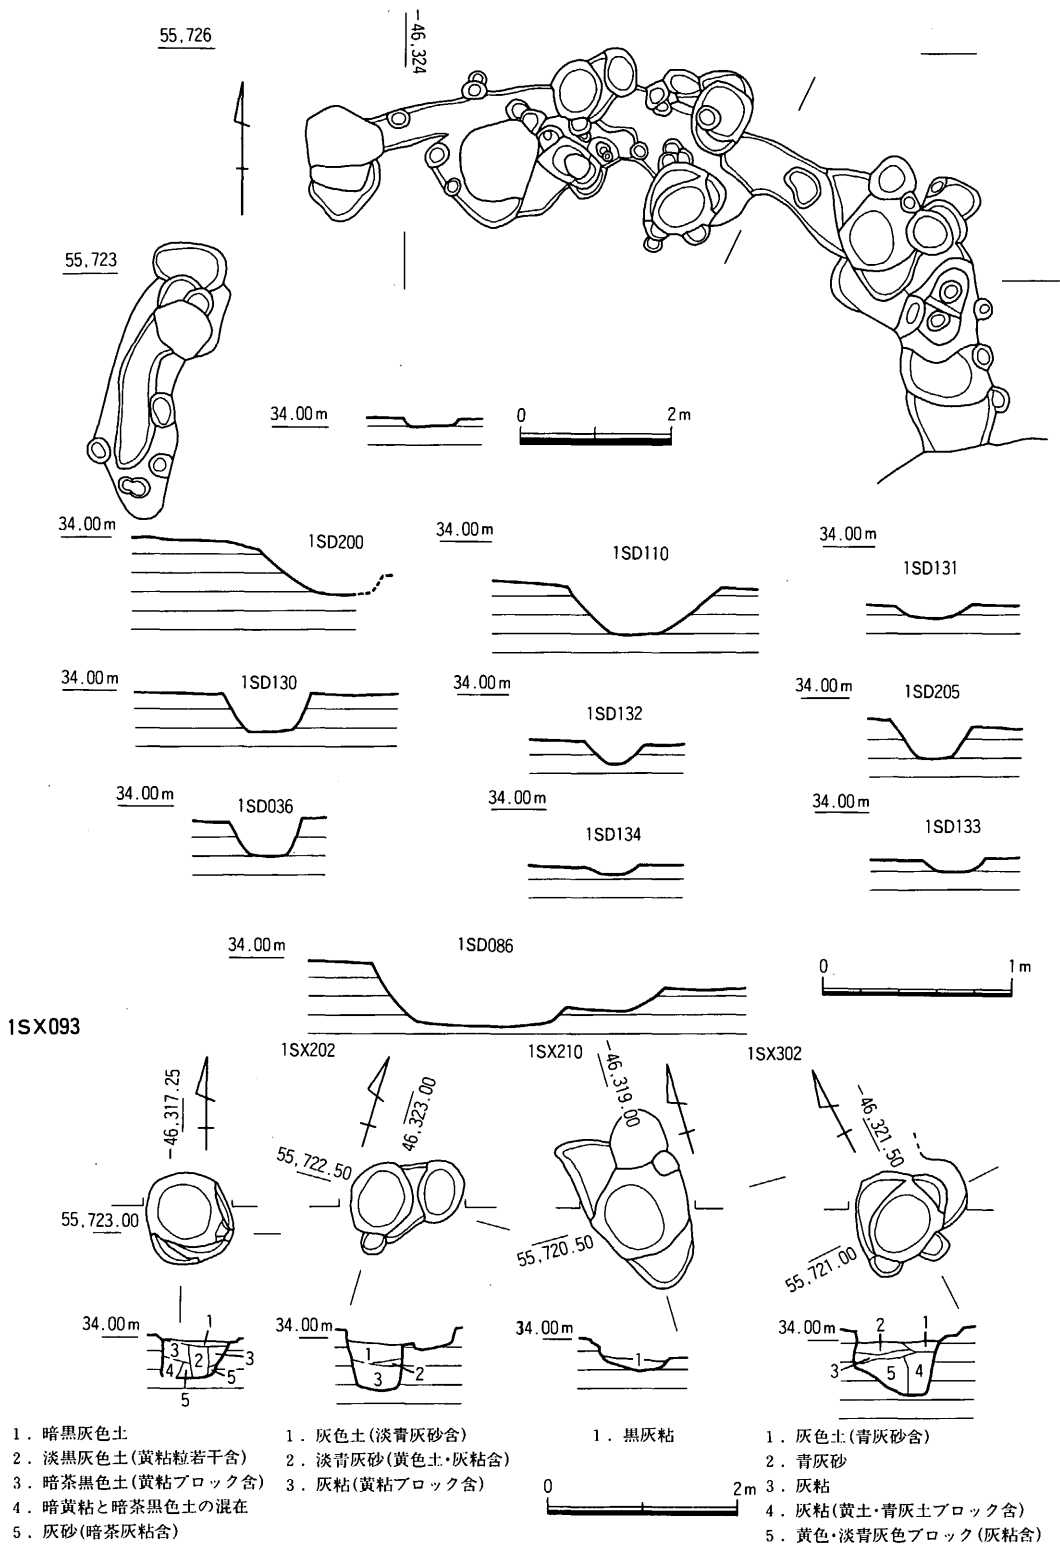 55,726
-46,324
55,723
34.00m
0 2m
34.00m
1SD200
34.00m
1SD110
34.00m
1SD131
34.00m
1SD130
34.00m
1SD132
34.00m
1SD205
34.00m
1SD036
34.00m
1SD134
34.00m
1SD133
34.00m
1SD086
0 1m
1SX093
-46,317.25
55,723.00
1SX202
46,323.00
55,722.50
1SX210
-46,319.00
55,720.50
1SX302
-46,321.50
55,721.00
34.00m
1
3
2
3
4
5
5
34.00m
1
2
3
34.00m
1
34.00m
2
1
3
5
4
1. 暗黒灰色土
2. 淡黒灰色土(黄粘粒若干含)
3. 暗茶黒色土(黄粘ブロック含)
4. 暗黄粘と暗茶黒色土の混在
5. 灰砂(暗茶灰粘含)
1. 灰色土(淡青灰砂含)
2. 淡青灰砂(黄色土・灰粘含)
3. 灰粘(黄粘ブロック含)
1. 黒灰粘
0 2m
1. 灰色土(青灰砂含)
2. 青灰砂
3. 灰粘
4. 灰粘(黄土・青灰土ブロック含)
5. 黄色・淡青灰色ブロック(灰粘含)